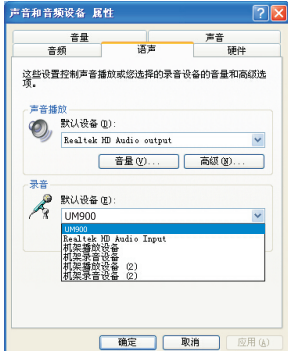 声音和音频设备 属性
音量
声音
音频
语声
硬件
这些设置控制声音播放或您选择的录音设备的音量和高级选
项。
声音播放
默认设备(D):
Realtek HD Audio output
音量(V)...
高级(N)...
录音
默认设备(E):
UM900
UM900
Realtek HD Audio Input
机架播放设备
机架录音设备
机架播放设备 (2)
机架录音设备 (2)
确定
取消
应用(A)